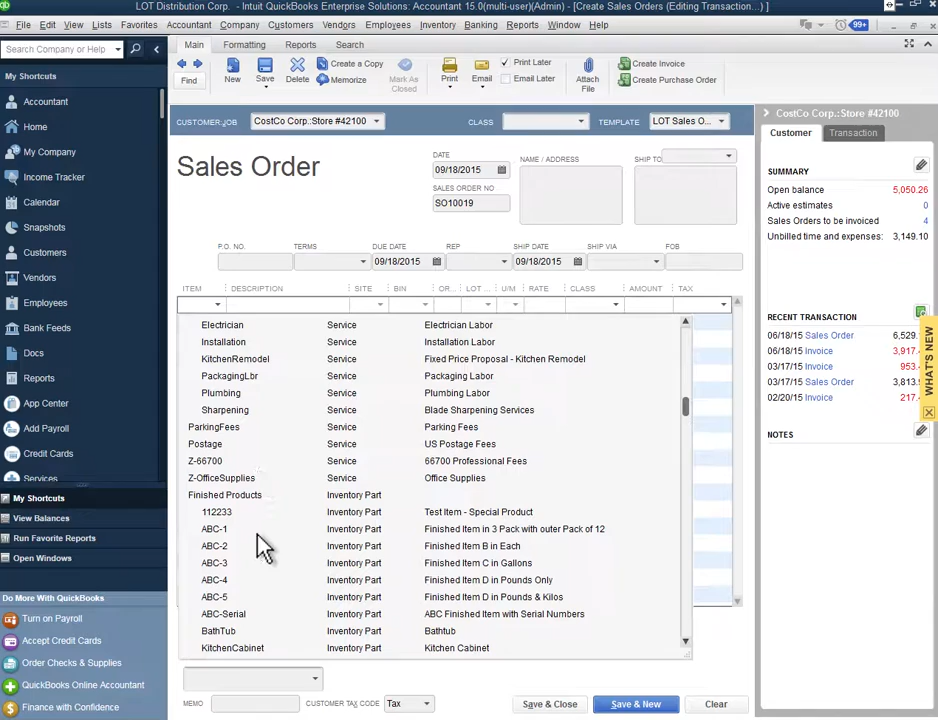 LOT Distribution Corp. - Intuit QuickBooks Enterprise Solutions: Accountant 15.0(multi-user)(Admin) - [Create Sales Orders (Editing Transaction...) ]
File Edit View Lists Favorites Accountant Company Customers Vendors Employees Inventory Banking Reports Window Help 99+
Search Company or Help
Main Formatting Reports Search
My Shortcuts
Accountant
Home
My Company
Income Tracker
Calendar
Snapshots
Customers
Vendors
Employees
Bank Feeds
Docs
Reports
App Center
Add Payroll
Credit Cards
Services
My Shortcuts
View Balances
Run Favorite Reports
Open Windows
Do More With QuickBooks
Turn on Payroll
Accept Credit Cards
Order Checks & Supplies
QuickBooks Online Accountant
Finance with Confidence
Find New Save Delete Create a Copy Memorize Mark As Closed Print Email Print Later Email Later Attach File Create Invoice Create Purchase Order
CUSTOMER:JOB CostCo Corp.:Store #42100 CLASS TEMPLATE LOT Sales O...
Sales Order
DATE
09/18/2015
SALES ORDER NO
SO10019
NAME / ADDRESS
SHIP TO
P.O. NO. TERMS DUE DATE REP SHIP DATE SHIP VIA FOB
09/18/2015 09/18/2015
ITEM DESCRIPTION SITE BIN OR... LOT ... U/M RATE CLASS AMOUNT TAX
Electrician Service Electrician Labor
Installation Service Installation Labor
KitchenRemodel Service Fixed Price Proposal - Kitchen Remodel
PackagingLbr Service Packaging Labor
Plumbing Service Plumbing Labor
Sharpening Service Blade Sharpening Services
ParkingFees Service Parking Fees
Postage Service US Postage Fees
Z-66700 Service 66700 Professional Fees
Z-OfficeSupplies Service Office Supplies
Finished Products Inventory Part
112233 Inventory Part Test Item - Special Product
ABC-1 Inventory Part Finished Item in 3 Pack with outer Pack of 12
ABC-2 Inventory Part Finished Item B in Each
ABC-3 Inventory Part Finished Item C in Gallons
ABC-4 Inventory Part Finished Item D in Pounds Only
ABC-5 Inventory Part Finished Item D in Pounds & Kilos
ABC-Serial Inventory Part ABC Finished Item with Serial Numbers
BathTub Inventory Part Bathtub
KitchenCabinet Inventory Part Kitchen Cabinet
MEMO CUSTOMER TAX CODE Tax Save & Close Save & New Clear
CostCo Corp.:Store #42100
Customer Transaction
SUMMARY
Open balance 5,050.26
Active estimates 0
Sales Orders to be invoiced 4
Unbilled time and expenses: 3,149.10
RECENT TRANSACTION
06/18/15 Sales Order 6,529.
06/18/15 Invoice 3,917.
03/17/15 Invoice 953.
03/17/15 Sales Order 3,813.
02/20/15 Invoice 217.
NOTES
WHAT'S NEW